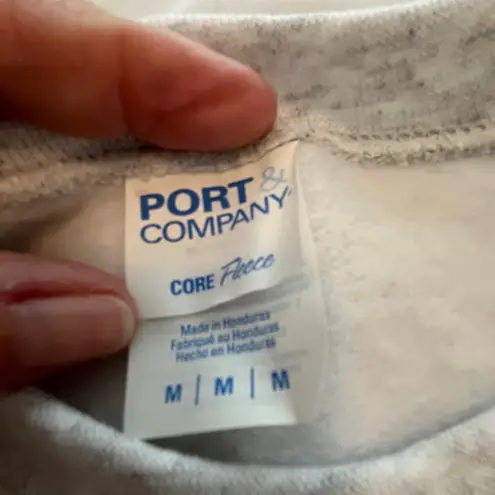 PORT &
COMPANY
CORE Fleece
Made in Honduras
Fabriqué au Honduras
Hecho en Honduras
M | M | M